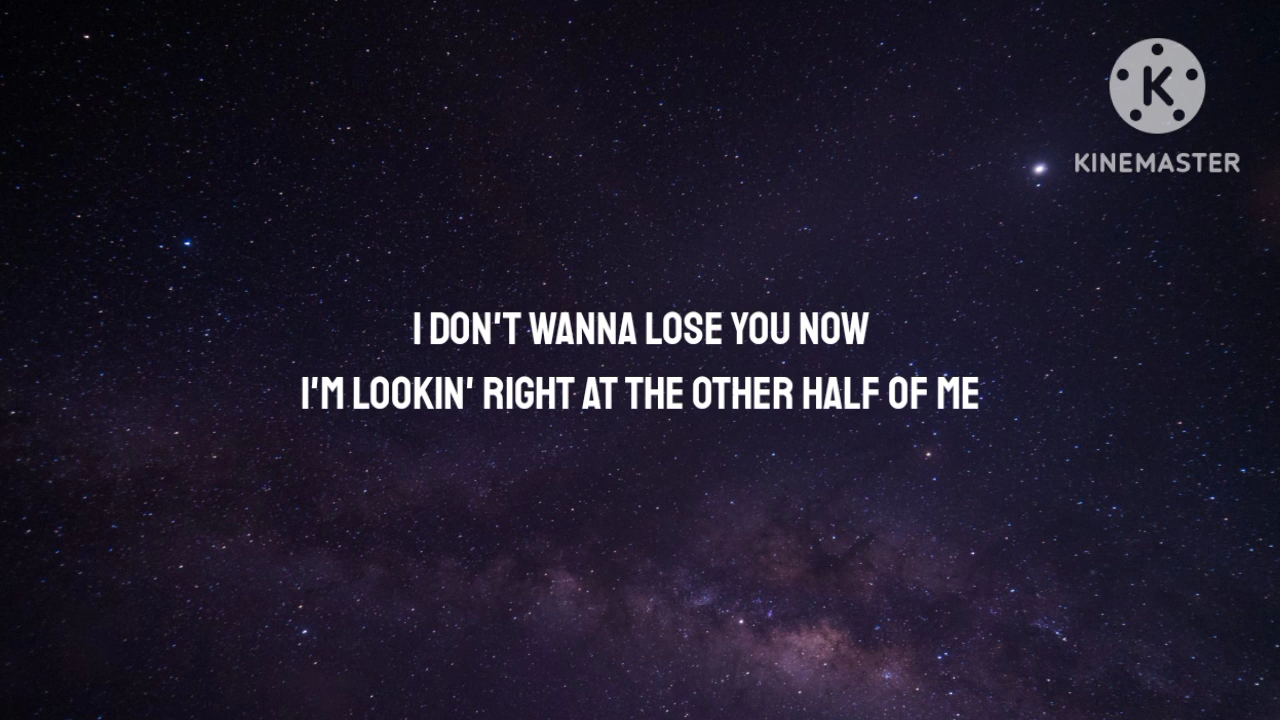 K
KINEMASTER
I DON'T WANNA LOSE YOU NOW
I'M LOOKIN' RIGHT AT THE OTHER HALF OF ME